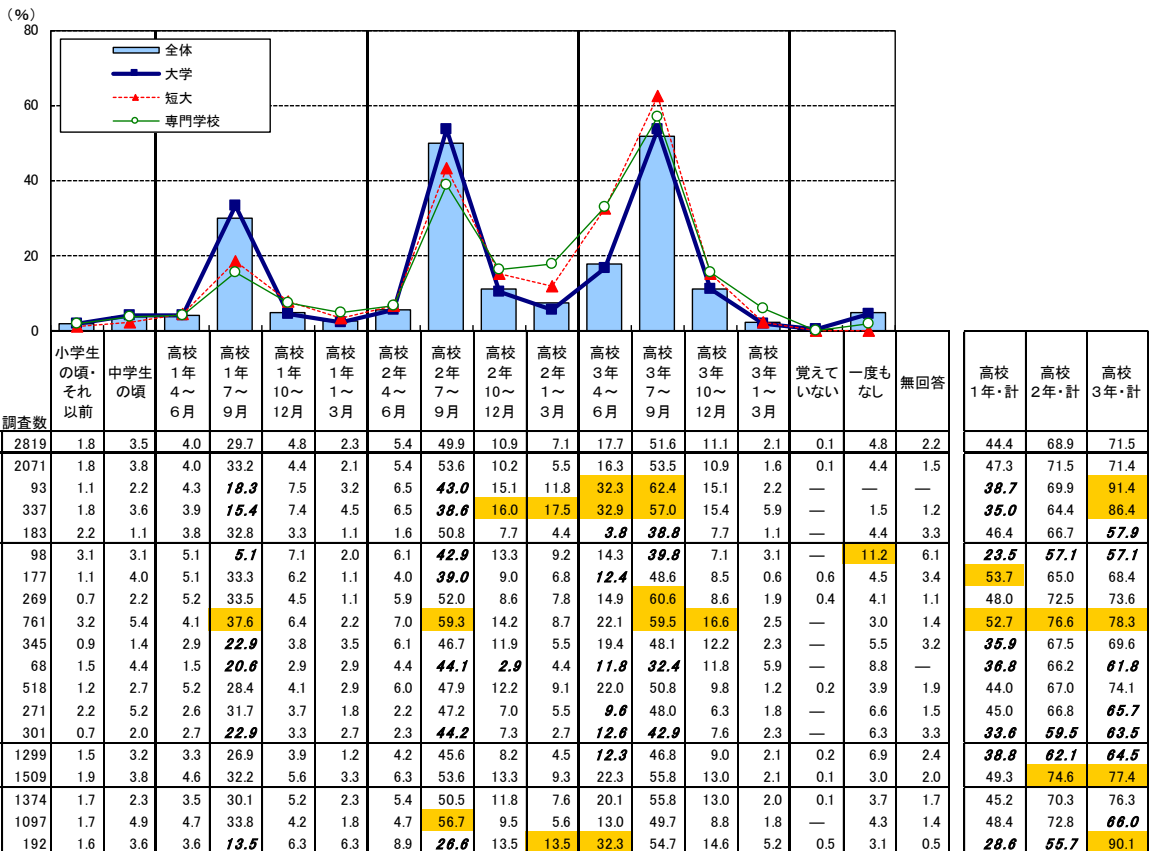 （％）
80
60
40
20
0
全体
大学
短大
専門学校
調査数 小学生の頃・それ以前 中学生の頃 高校1年4～6月 高校1年7～9月 高校1年10～12月 高校1年1～3月 高校2年4～6月 高校2年7～9月 高校2年10～12月 高校2年1～3月 高校3年4～6月 高校3年7～9月 高校3年10～12月 高校3年1～3月 覚えていない 一度もなし 無回答 高校1年・計 高校2年・計 高校3年・計
2819 1.8 3.5 4.0 29.7 4.8 2.3 5.4 49.9 10.9 7.1 17.7 51.6 11.1 2.1 0.1 4.8 2.2 44.4 68.9 71.5
2071 1.8 3.8 4.0 33.2 4.4 2.1 5.4 53.6 10.2 5.5 16.3 53.5 10.9 1.6 0.1 4.4 1.5 47.3 71.5 71.4
93 1.1 2.2 4.3 18.3 7.5 3.2 6.5 43.0 15.1 11.8 32.3 62.4 15.1 2.2 — — — 38.7 69.9 91.4
337 1.8 3.6 3.9 15.4 7.4 4.5 6.5 38.6 16.0 17.5 32.9 57.0 15.4 5.9 — 1.5 1.2 35.0 64.4 86.4
183 2.2 1.1 3.8 32.8 3.3 1.1 1.6 50.8 7.7 4.4 3.8 38.8 7.7 1.1 — 4.4 3.3 46.4 66.7 57.9
98 3.1 3.1 5.1 5.1 7.1 2.0 6.1 42.9 13.3 9.2 14.3 39.8 7.1 3.1 — 11.2 6.1 23.5 57.1 57.1
177 1.1 4.0 5.1 33.3 6.2 1.1 4.0 39.0 9.0 6.8 12.4 48.6 8.5 0.6 0.6 4.5 3.4 53.7 65.0 68.4
269 0.7 2.2 5.2 33.5 4.5 1.1 5.9 52.0 8.6 7.8 14.9 60.6 8.6 1.9 0.4 4.1 1.1 48.0 72.5 73.6
761 3.2 5.4 4.1 37.6 6.4 2.2 7.0 59.3 14.2 8.7 22.1 59.5 16.6 2.5 — 3.0 1.4 52.7 76.6 78.3
345 0.9 1.4 2.9 22.9 3.8 3.5 6.1 46.7 11.9 5.5 19.4 48.1 12.2 2.3 — 5.5 3.2 35.9 67.5 69.6
68 1.5 4.4 1.5 20.6 2.9 2.9 4.4 44.1 2.9 4.4 11.8 32.4 11.8 5.9 — 8.8 — 36.8 66.2 61.8
518 1.2 2.7 5.2 28.4 4.1 2.9 6.0 47.9 12.2 9.1 22.0 50.8 9.8 1.2 0.2 3.9 1.9 44.0 67.0 74.1
271 2.2 5.2 2.6 31.7 3.7 1.8 2.2 47.2 7.0 5.5 9.6 48.0 6.3 1.8 — 6.6 1.5 45.0 66.8 65.7
301 0.7 2.0 2.7 22.9 3.3 2.7 2.3 44.2 7.3 2.7 12.6 42.9 7.6 2.3 — 6.3 3.3 33.6 59.5 63.5
1299 1.5 3.2 3.3 26.9 3.9 1.2 4.2 45.6 8.2 4.5 12.3 46.8 9.0 2.1 0.2 6.9 2.4 38.8 62.1 64.5
1509 1.9 3.8 4.6 32.2 5.6 3.3 6.3 53.6 13.3 9.3 22.3 55.8 13.0 2.1 0.1 3.0 2.0 49.3 74.6 77.4
1374 1.7 2.3 3.5 30.1 5.2 2.3 5.4 50.5 11.8 7.6 20.1 55.8 13.0 2.0 0.1 3.7 1.7 45.2 70.3 76.3
1097 1.7 4.9 4.7 33.8 4.2 1.8 4.7 56.7 9.5 5.6 13.0 49.7 8.8 1.8 — 4.3 1.4 48.4 72.8 66.0
192 1.6 3.6 3.6 13.5 6.3 6.3 8.9 26.6 13.5 13.5 32.3 54.7 14.6 5.2 0.5 3.1 0.5 28.6 55.7 90.1